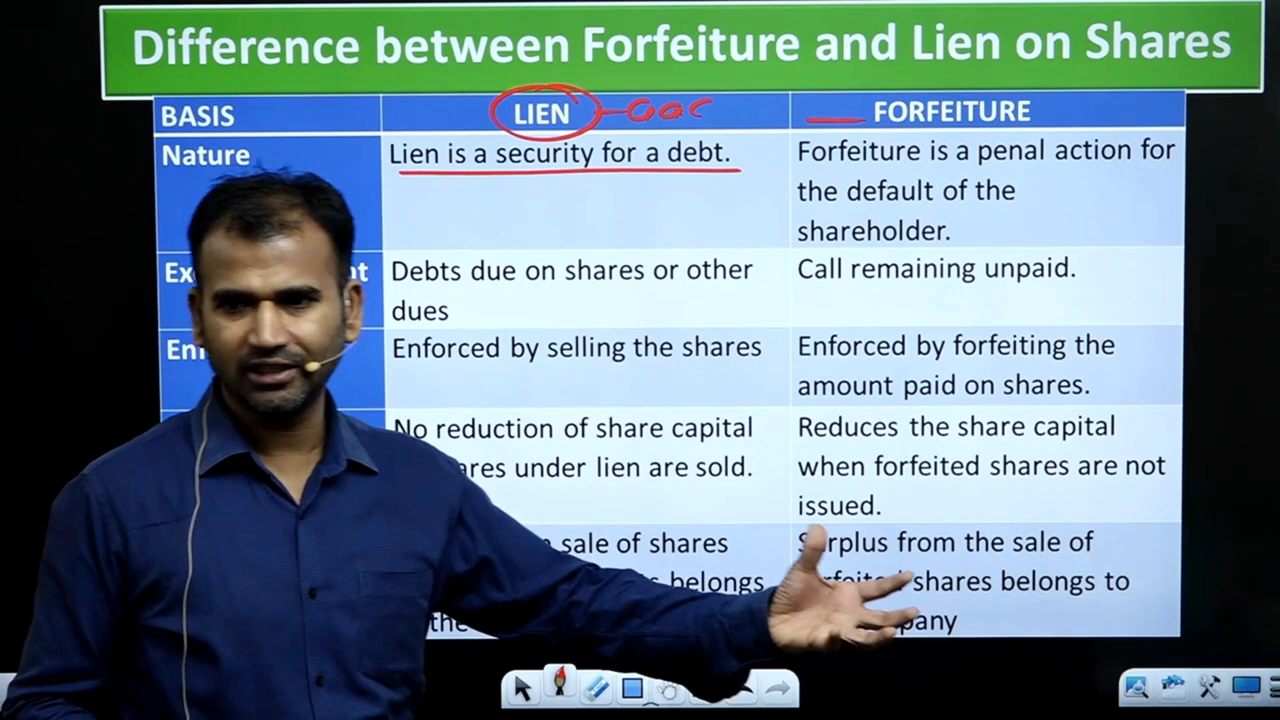 Difference between Forfeiture and Lien on Shares
BASIS
LIEN
FORFEITURE
Nature
Lien is a security for a debt.
Forfeiture is a penal action for
the default of the
shareholder.
Debts due on shares or other
dues
Call remaining unpaid.
Enforced by selling the shares
Enforced by forfeiting the
amount paid on shares.
No reduction of share capital
under lien are sold.
Reduces the share capital
when forfeited shares are not
issued.
sale of shares
belongs
Surplus from the sale of
shares belongs to